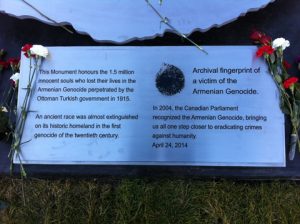 This Monument honours the 1.5 million
innocent souls who lost their lives in the
Armenian Genocide perpetrated by the
Ottoman Turkish government in 1915.
An ancient race was almost extinguished
on its historic homeland in the first
genocide of the twentieth century.
Archival fingerprint of
a victim of the
Armenian Genocide.
In 2004, the Canadian Parliament
recognized the Armenian Genocide, bringing
us all one step closer to eradicating crimes
against humanity.
April 24, 2014